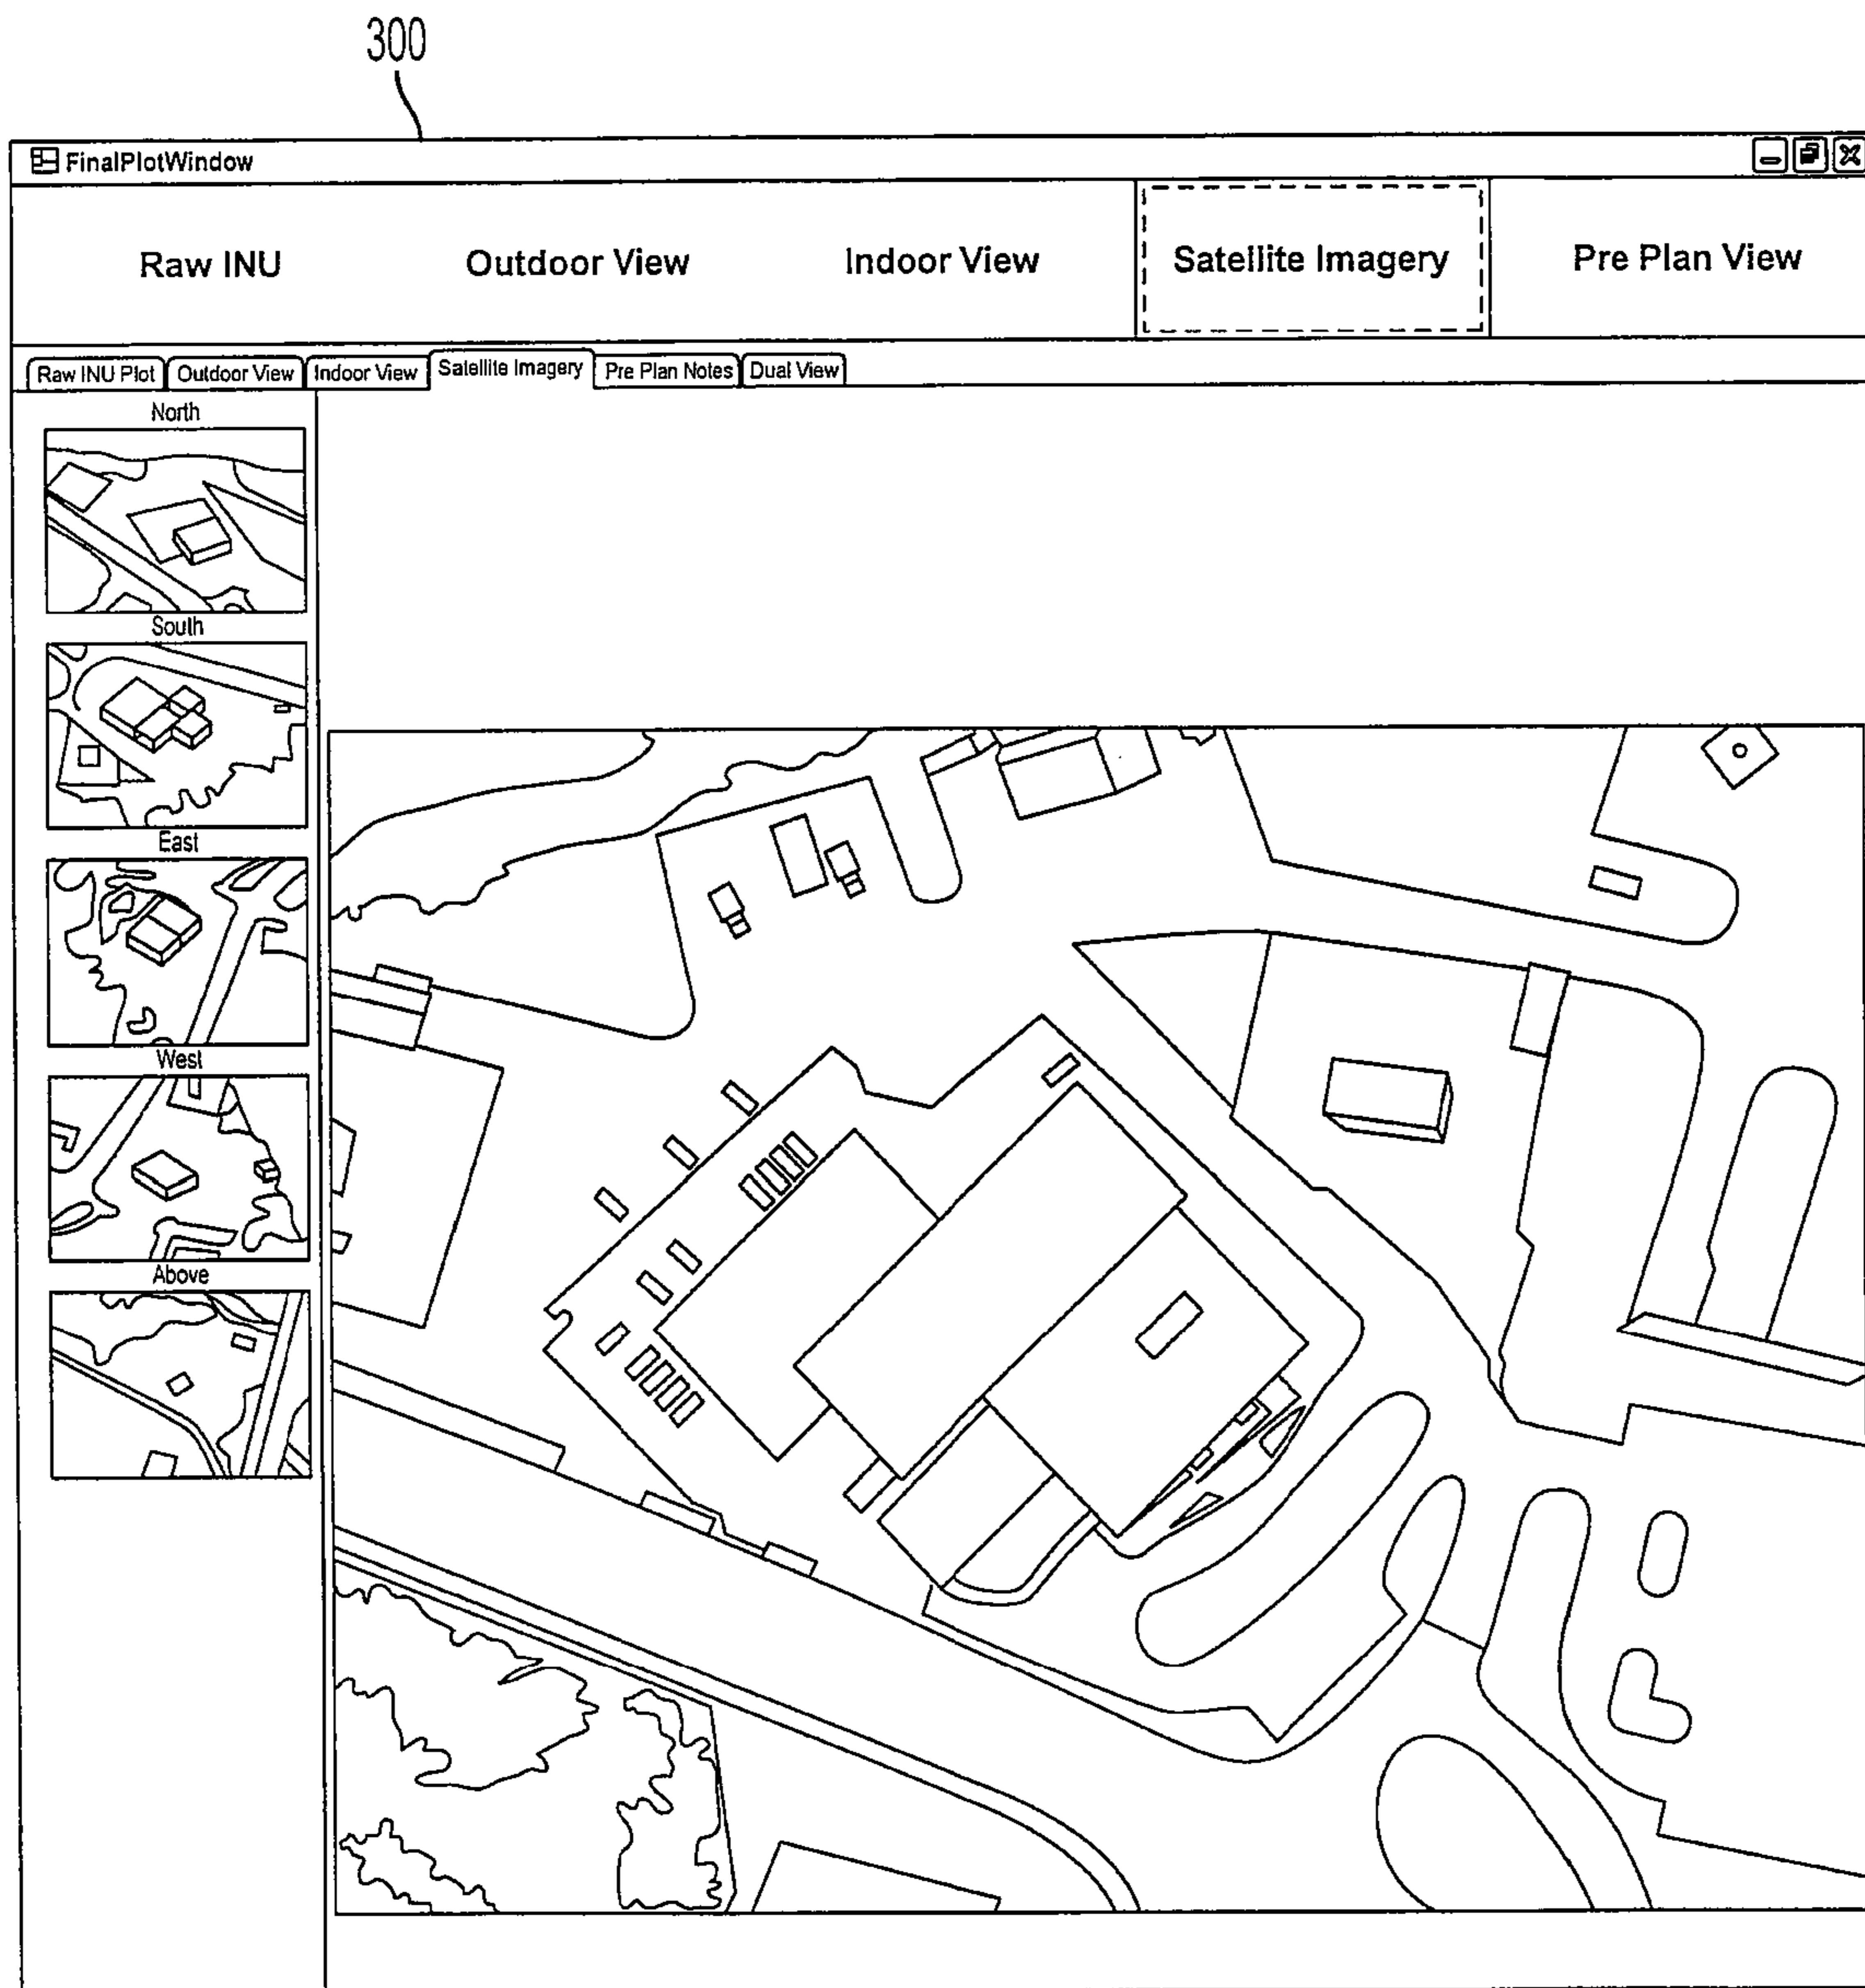 300
FinalPlotWindow
Raw INU Outdoor View Indoor View Satellite Imagery Pre Plan View
Raw INU Plot Outdoor View Indoor View Satellite Imagery Pre Plan Notes Dual View
North
South
East
West
Above